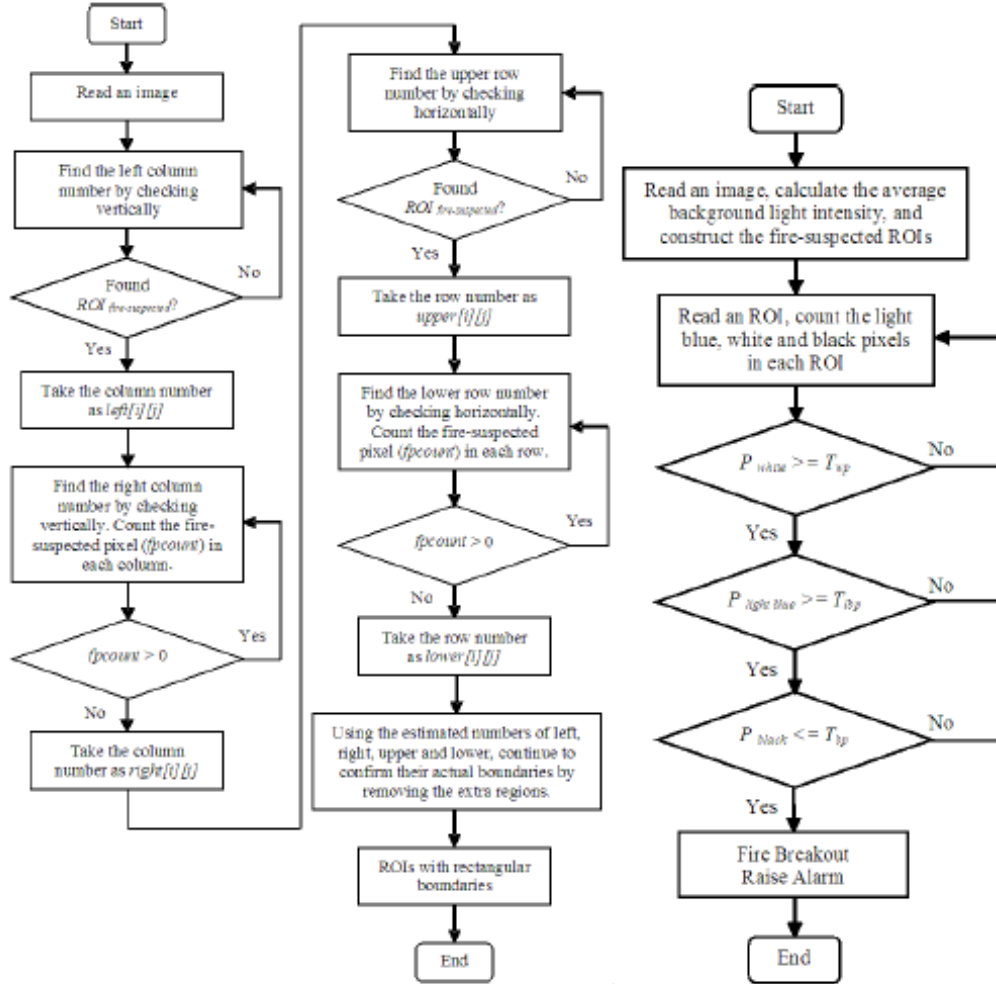 Start
Read an image
Find the left column
number by checking
vertically
Found
ROI fire-suspected?
No
Yes
Take the column number
as left[i][j]
Find the right column
number by checking
vertically. Count the fire-
suspected pixel (fpcount) in
each column.
fpcount > 0
Yes
No
Take the column
number as right[i][j]
Find the upper row
number by checking
horizontally
Found
ROI fire-suspected?
No
Yes
Take the row number as
upper[i][j]
Find the lower row number
by checking horizontally.
Count the fire-suspected
pixel (fpcount) in each row.
fpcount > 0
Yes
No
Take the row number
as lower[i][j]
Using the estimated numbers of left,
right, upper and lower, continue to
confirm their actual boundaries by
removing the extra regions.
ROIs with rectangular
boundaries
End
Start
Read an image, calculate the average
background light intensity, and
construct the fire-suspected ROIs
Read an ROI, count the light
blue, white and black pixels
in each ROI
P white >= Twp
No
Yes
P light blue >= Tlbp
No
Yes
P black <= Tbp
No
Yes
Fire Breakout
Raise Alarm
End